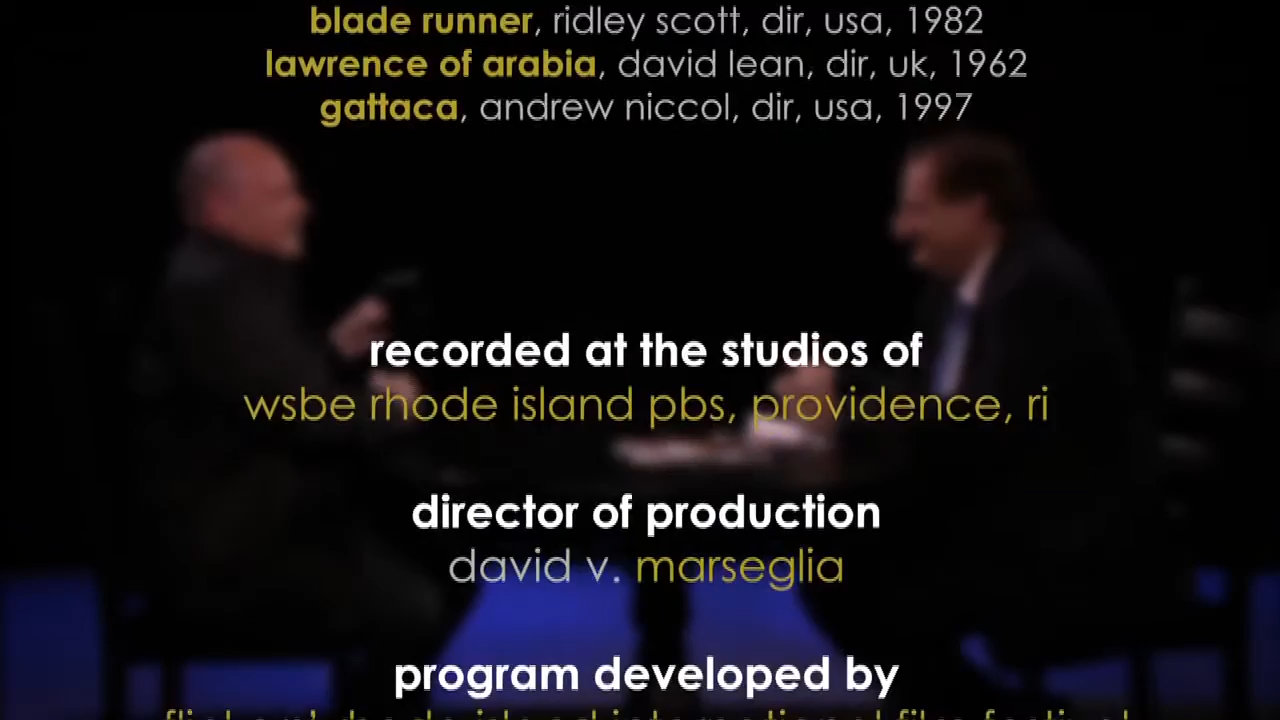 blade runner, ridley scott, dir, usa, 1982
lawrence of arabia, david lean, dir, uk, 1962
gattaca, andrew niccol, dir, usa, 1997
recorded at the studios of
wsbe rhode island pbs, providence, ri
director of production
david v. marseglia
program developed by